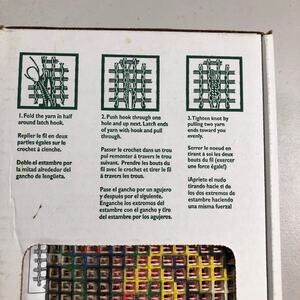 1. Fold the yarn in half
around latch hook.
Replier le fil en deux
parties égales sur le
crochet à clenche.
Doble el estambre por
la mitad alrededor del
gancho de lengüeta.
2. Push hook through one
hole and up next. Latch ends
of yarn with hook and pull
through.
Passer le crochet dans un trou
puis remonter à travers le trou
suivant. Prendre les bouts du
fil avec le crochet et tirer le
fil à travers les trous.
Pase el gancho por un agujero
y después por el siguiente.
Enganche los extremos del
estambre con el gancho y tire
del estambre por los agujeros.
3. Tighten knot by
pulling two yarn
ends toward you
evenly.
Serrer le noeud en
tirant à soi les deux
bouts du fil (exercer
une force égale!)
¡Apriete el nudo
tirando hacia el de
los dos extremos de
estambre haciendo
una misma fuerza!